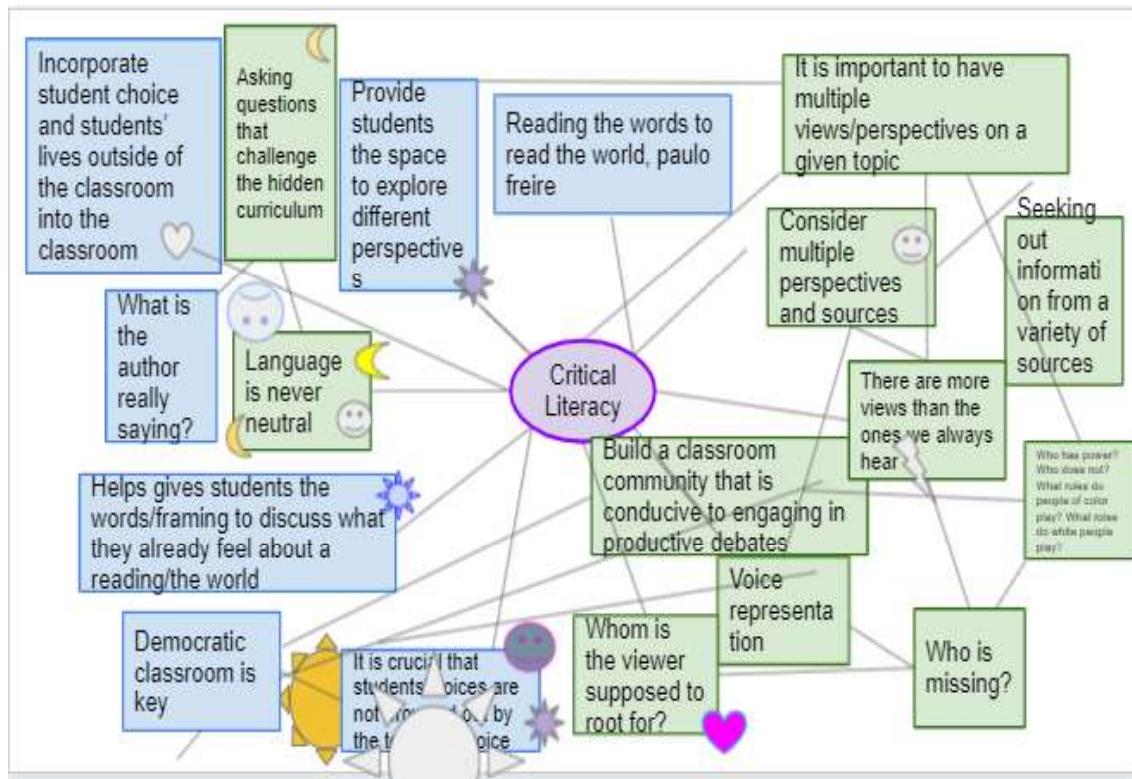 Incorporate
student choice
and students'
lives outside of
the classroom
into the
classroom
Asking
questions
that
challenge
the hidden
curriculum
Provide
students
the space
to explore
different
perspective
s
Reading the words to
read the world, paulo
freire
It is important to have
multiple
views/perspectives on a
given topic
Consider
multiple
perspectives
and sources
Seeking
out
informati
on from a
variety of
sources
What is
the
author
really
saying?
Language
is never
neutral
Critical
Literacy
There are more
views than the
ones we always
hear
Build a classroom
community that is
conducive to engaging in
productive debates
Who has power?
Who does not?
What roles do
people of color
play? What roles
do white people
play?
Helps gives students the
words/framing to discuss what
they already feel about a
reading/the world
Voice
representa
tion
Democratic
classroom is
key
It is crucial that
students
are
not by
the
Whom is
the viewer
supposed to
root for?
Who is
missing?